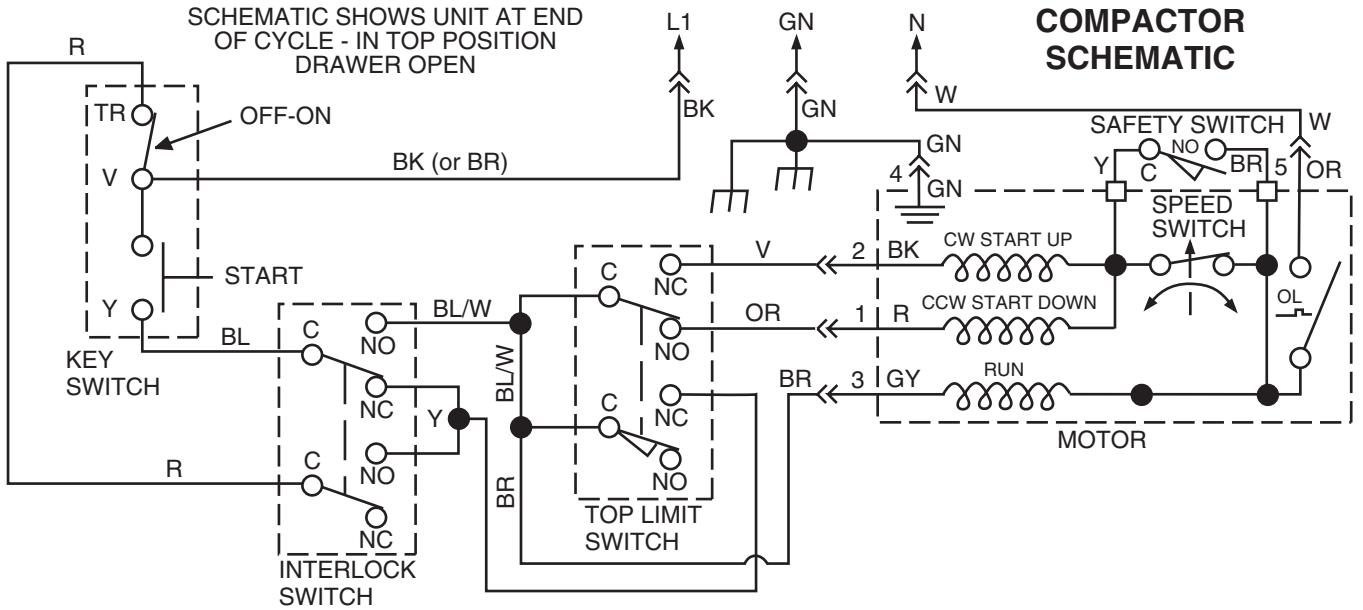 SCHEMATIC SHOWS UNIT AT END
OF CYCLE - IN TOP POSITION
DRAWER OPEN
COMPACTOR
SCHEMATIC
L1
GN
N
R
BK
GN
W
W
TR
OFF-ON
SAFETY SWITCH
NO
Y
C
BR
5
OR
GN
4
GN
V
BK (or BR)
SPEED
SWITCH
START
V
2
BK
CW START UP
C
NC
Y
OR
1
R
CCW START DOWN
OL
NO
KEY
SWITCH
BL
C
NO
BL/W
BL/W
NC
Y
C
NC
BR
3
GY
RUN
MOTOR
NO
R
C
NO
NC
BR
TOP LIMIT
SWITCH
INTERLOCK
SWITCH